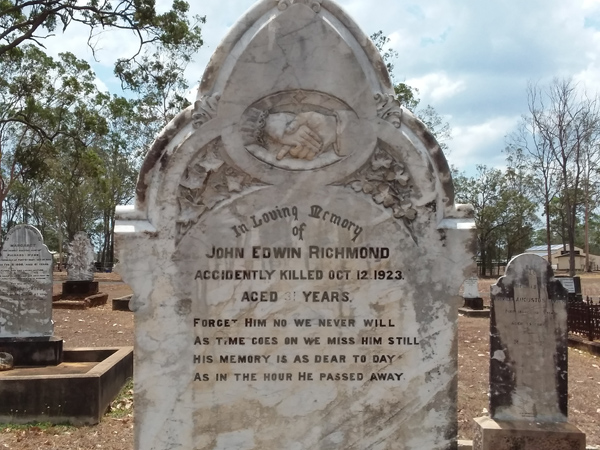 In Loving Memory
of
JOHN EDWIN RICHMOND
ACCIDENTLY KILLED OCT 12. 1923.
AGED 31 YEARS.
FORGET HIM NO WE NEVER WILL
AS TIME GOES ON WE MISS HIM STILL
HIS MEMORY IS AS DEAR TO DAY
AS IN THE HOUR HE PASSED AWAY.